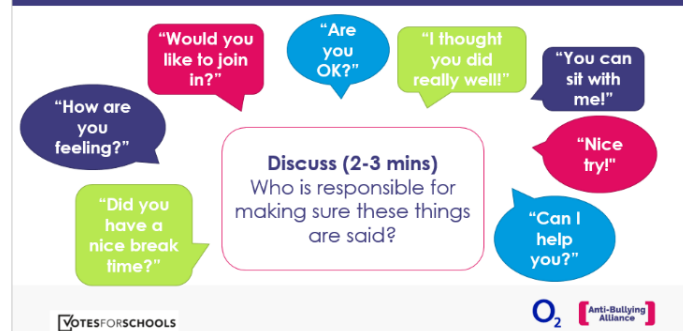 “Would you
like to join
in?”
“Are
you
OK?”
“I thought
you did
really well!”
“You can
sit with
me!”
“How are
you
feeling?”
“Nice
try!"
Discuss (2-3 mins)
Who is responsible for
making sure these things
are said?
“Did you
have a
nice break
time?”
“Can I
help
you?”
VOTESFORSCHOOLS
O2
Anti-Bullying
Alliance